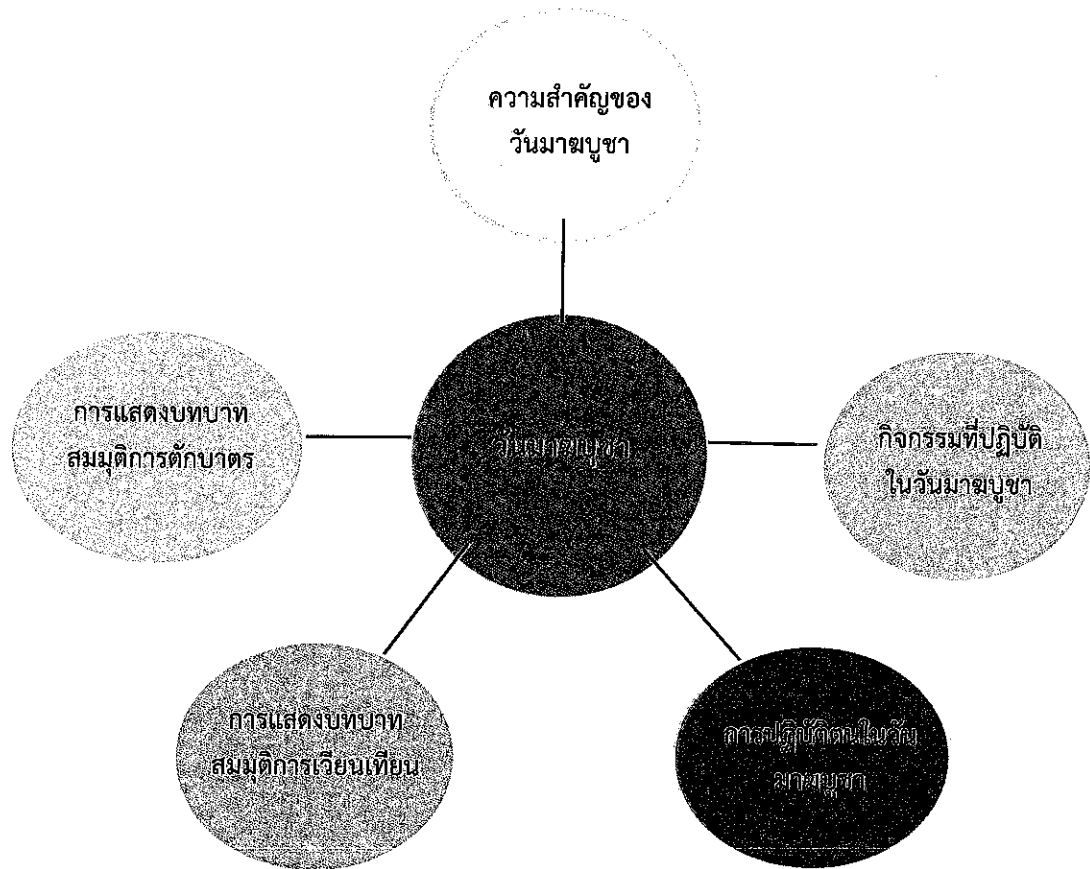 ความสำคัญของ
วันมาฆบูชา
การแสดงบทบาท
สมมุติการตักบาตร
วันมาฆบูชา
กิจกรรมที่ปฏิบัติ
ในวันมาฆบูชา
การแสดงบทบาท
สมมติการเวียนเทียน
การปฏิบัติตนในวัน
มาฆบูชา